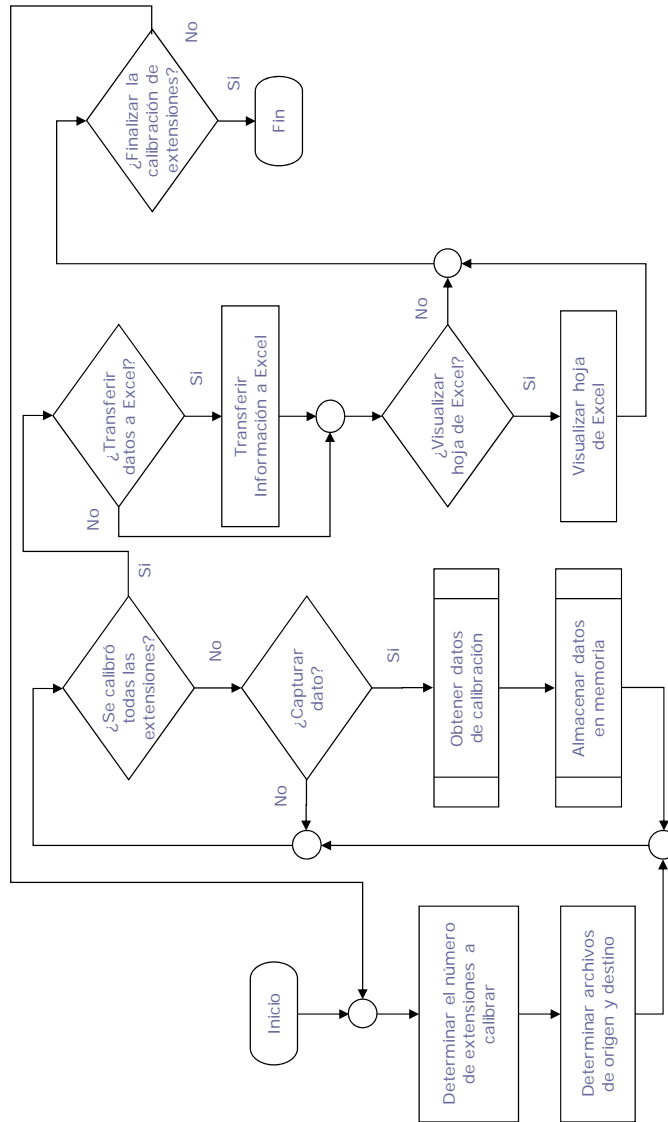 Inicio
Determinar el número
de extensiones a
calibrar
Determinar archivos
de origen y destino
¿Se calibró
todas las
extensiones?
Si
No
¿Capturar
dato?
No
Si
Obtener datos
de calibración
Almacenar datos
en memoria
¿Transferir
datos a Excel?
No
Si
Transferir
Información a Excel
¿Visualizar
hoja de Excel?
No
Si
Visualizar hoja
de Excel
¿Finalizar la
calibración de
extensiones?
No
Si
Fin